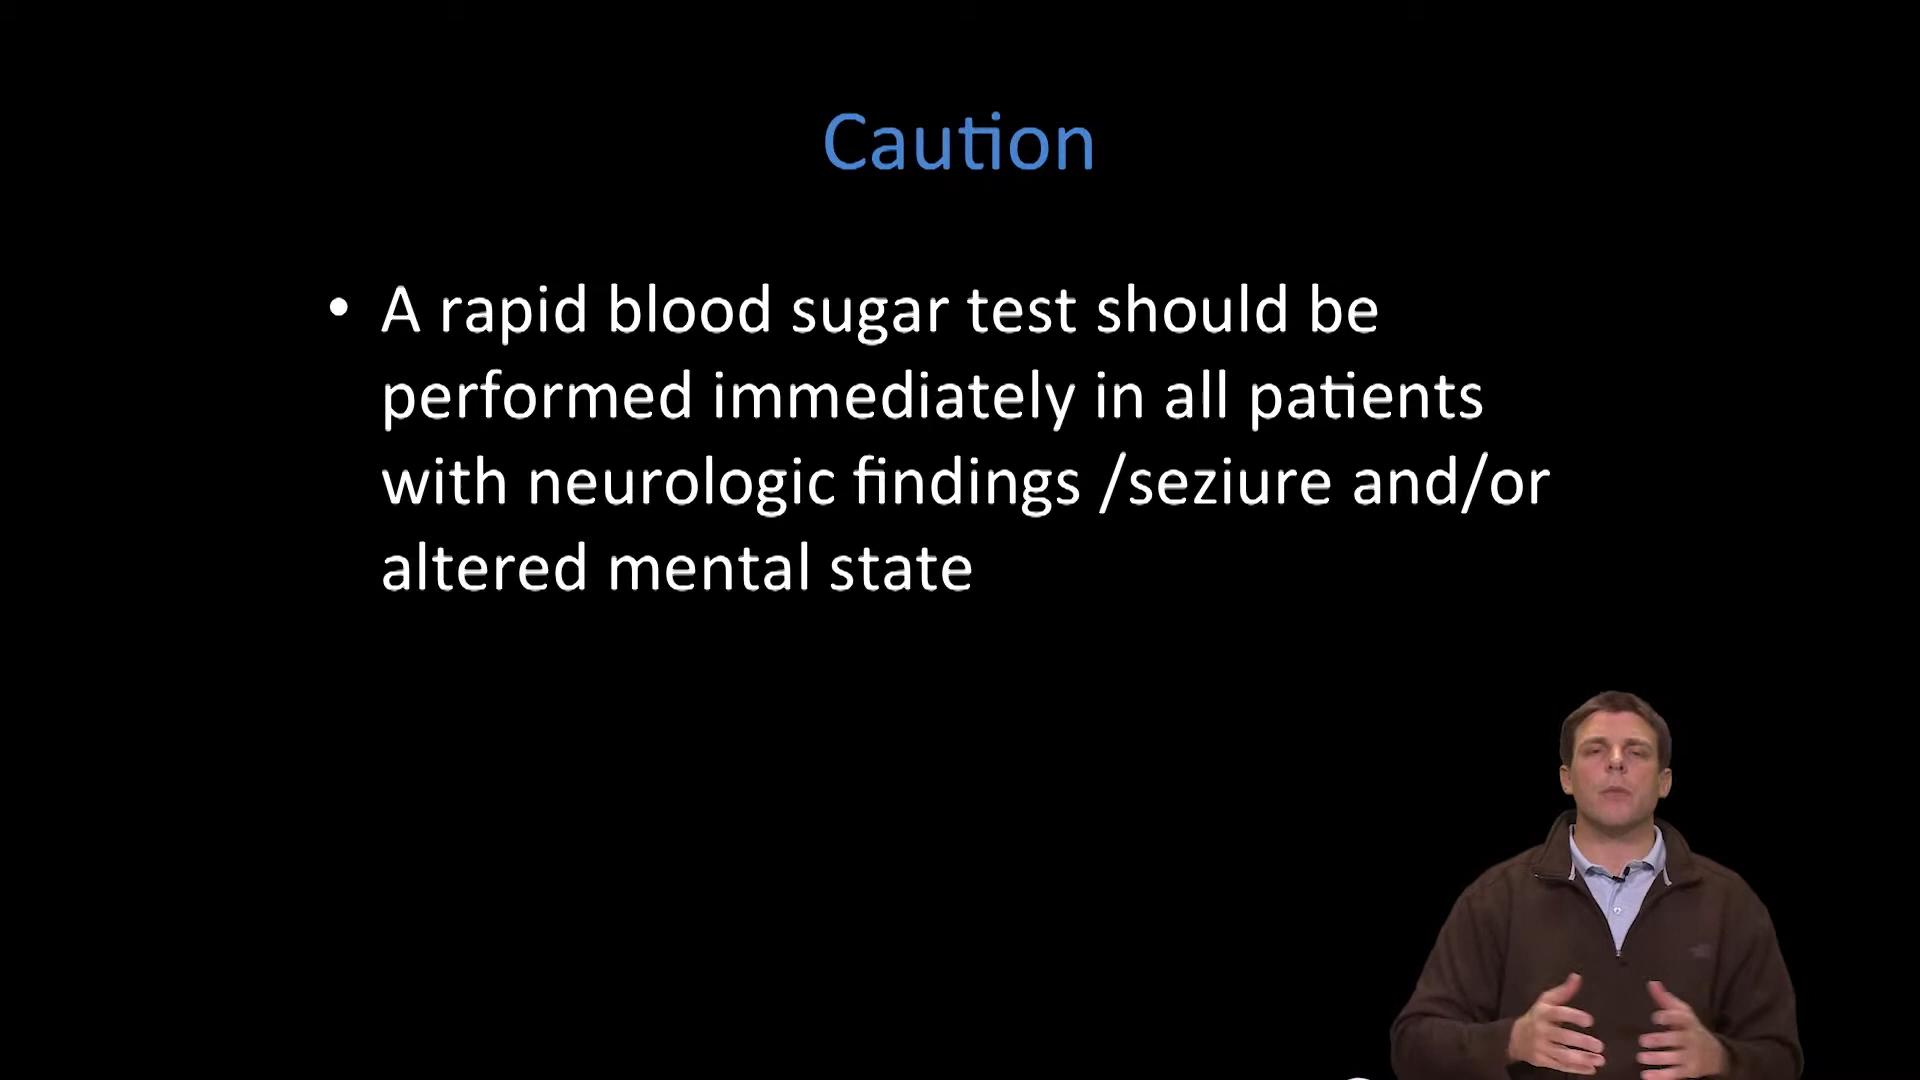 Caution
• A rapid blood sugar test should be
performed immediately in all patients
with neurologic findings /seziure and/or
altered mental state